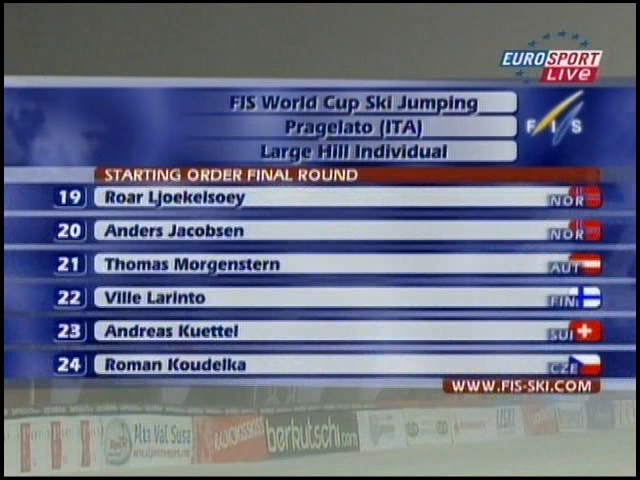 EUROSPORT
LIVE
FIS World Cup Ski Jumping
Pragelato (ITA)
FIS
Large Hill Individual
STARTING ORDER FINAL ROUND
19 Roar Ljoekelsoey NOR
20 Anders Jacobsen NOR
21 Thomas Morgenstern AUT
22 Ville Larinto FIN
23 Andreas Kuettel SUI
24 Roman Koudelka CZE
WWW.FIS-SKI.COM
Alta Val Susa
berkutschi.com